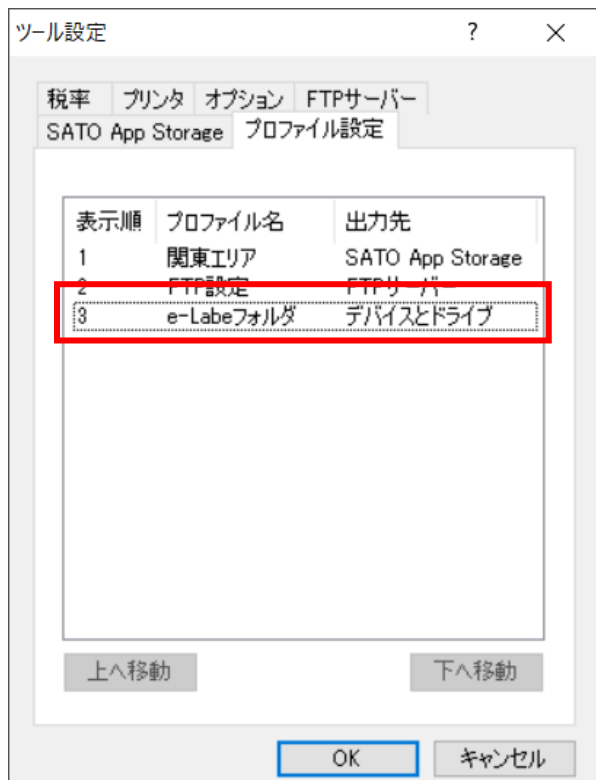 ツール設定 ?
税率 プリンタ オプション FTPサーバー
SATO App Storage プロファイル設定
表示順 プロファイル名 出力先
1 関東エリア SATO App Storage
2 FTP設定 FTPサーバー
3 e-Labeフォルダ デバイスとドライブ
上へ移動 下へ移動
OK キャンセル